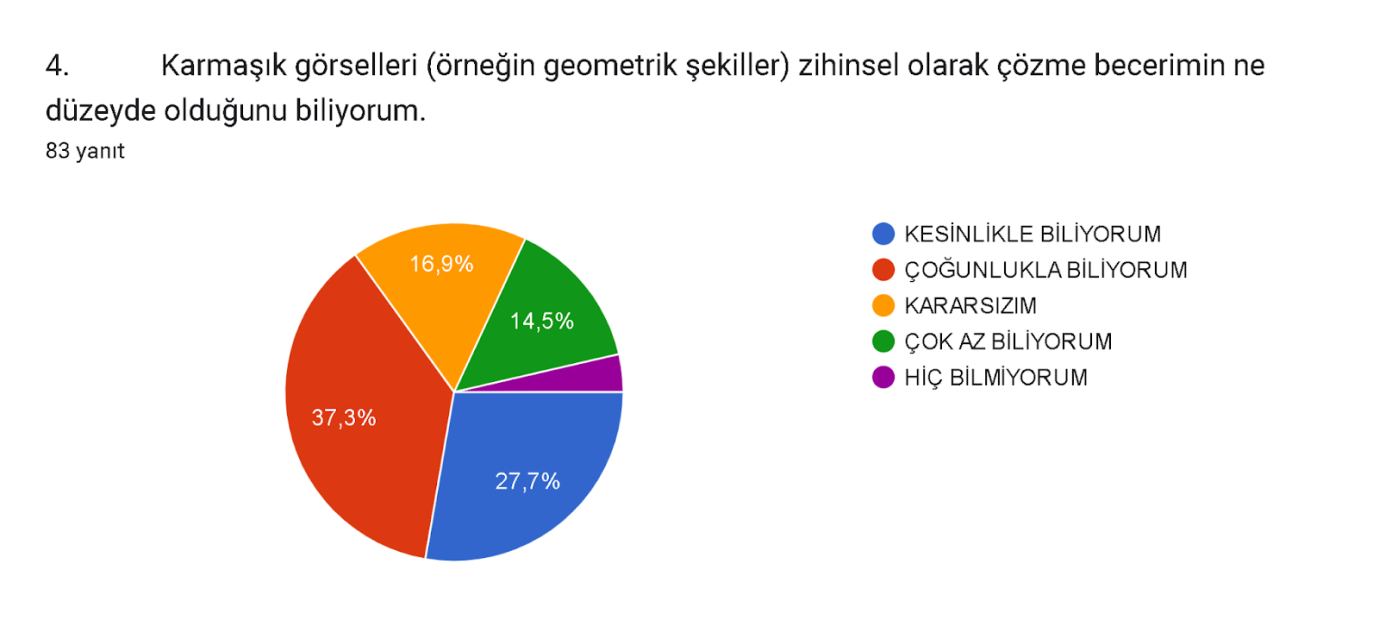 4. Karmaşık görselleri (örneğin geometrik şekiller) zihinsel olarak çözme becerimin ne
düzeyde olduğunu biliyorum.
83 yanıt
KESİNLİKLE BİLİYORUM
ÇOĞUNLUKLA BİLİYORUM
KARARSIZIM
ÇOK AZ BİLİYORUM
HİÇ BİLMİYORUM
16,9%
14,5%
37,3%
27,7%